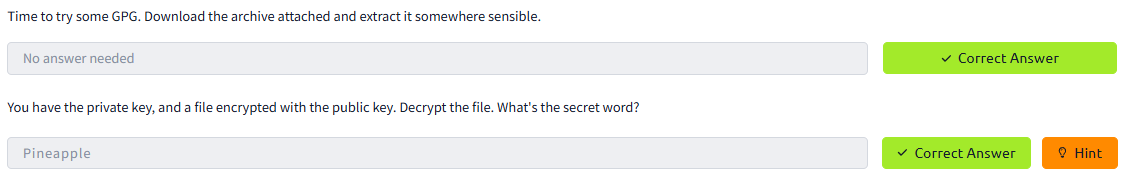 Time to try some GPG. Download the archive attached and extract it somewhere sensible.
No answer needed
Correct Answer
You have the private key, and a file encrypted with the public key. Decrypt the file. What's the secret word?
Pineapple
Correct Answer
Hint